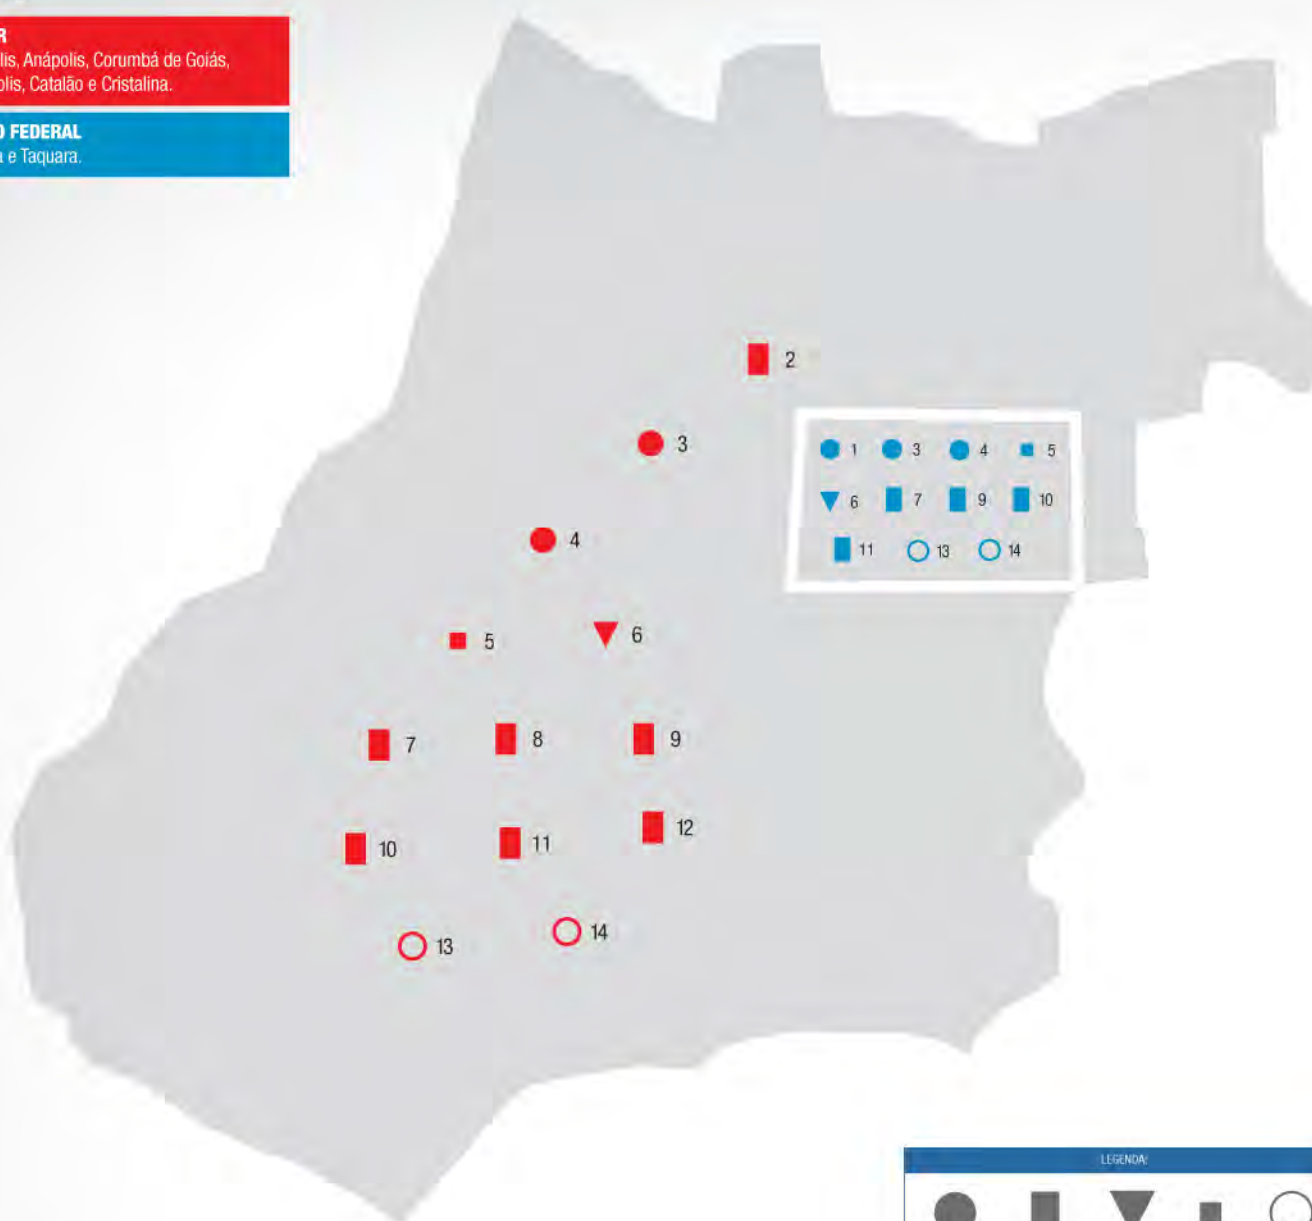 R
lis, Anápolis, Corumbá de Goiás,
olis, Catalão e Cristalina.
O FEDERAL
a e Taquara.
2
3
1 3 4 5
6 7 9 10
11 13 14
4
5 6
7 8 9
10 11 12
13 14
LEGENDA: